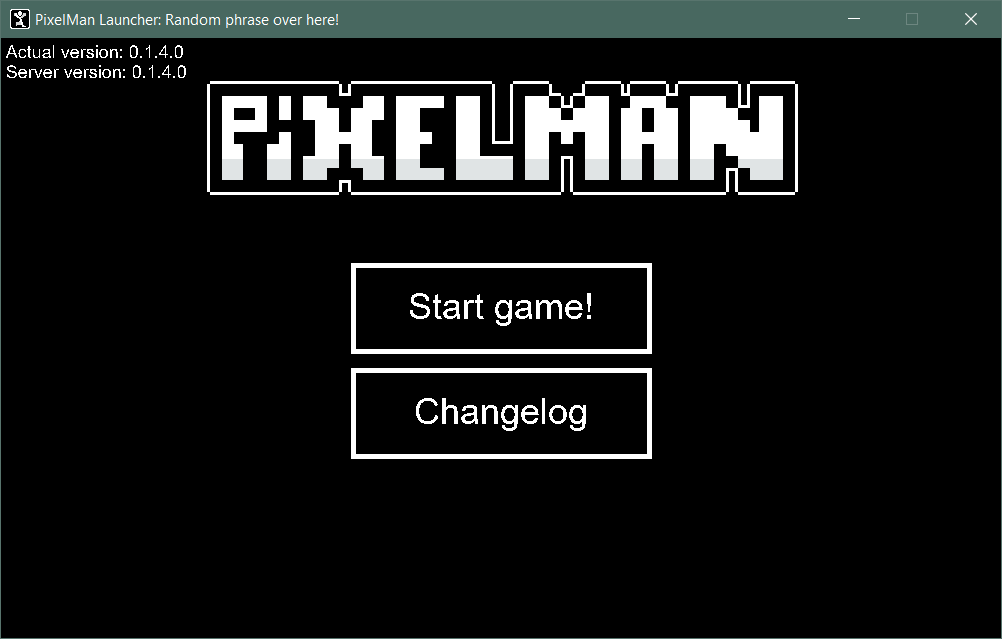 PixelMan Launcher: Random phrase over here!
Actual version: 0.1.4.0
Server version: 0.1.4.0
PiXELMAN
Start game!
Changelog